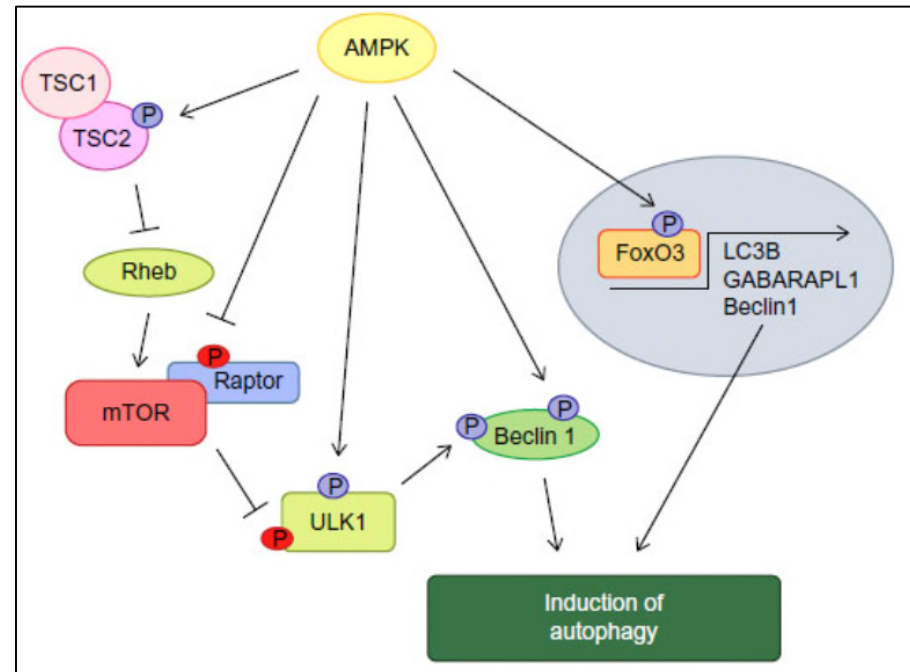 AMPK
TSC1
P
TSC2
P
FoxO3
LC3B
GABARAPL1
Beclin1
Rheb
P
Raptor
mTOR
P
P
Beclin 1
P
ULK1
P
Induction of
autophagy